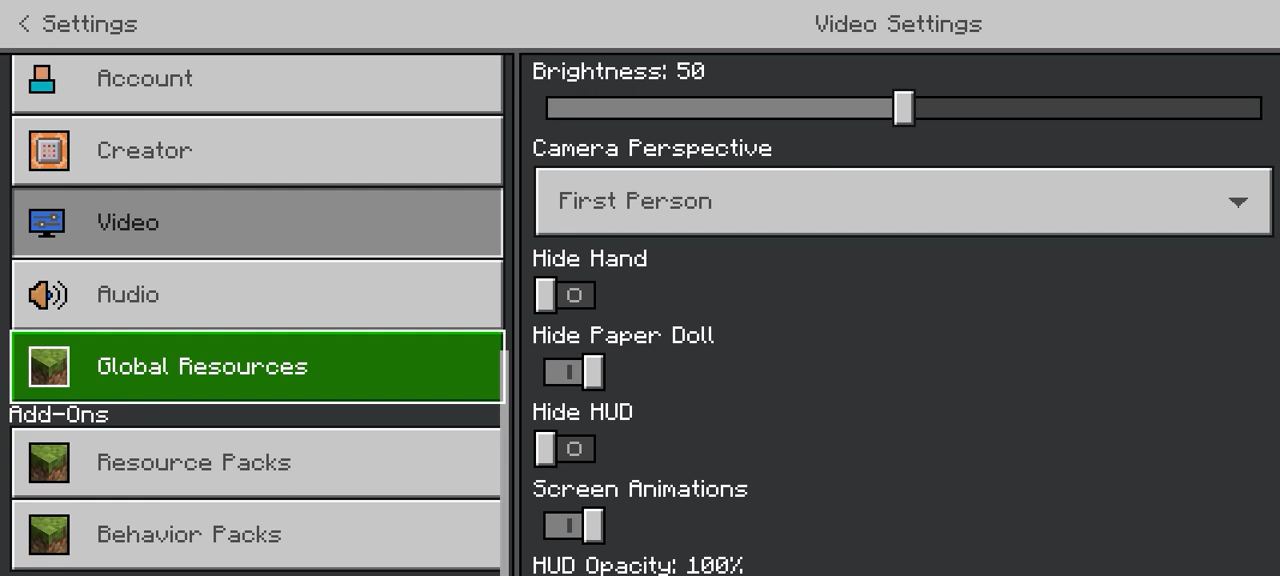 Settings
Video Settings
Account
Creator
Video
Audio
Global Resources
Add-Ons
Resource Packs
Behavior Packs
Brightness: 50
Camera Perspective
First Person
Hide Hand
Hide Paper Doll
Hide HUD
Screen Animations
HUD Opacity: 100%